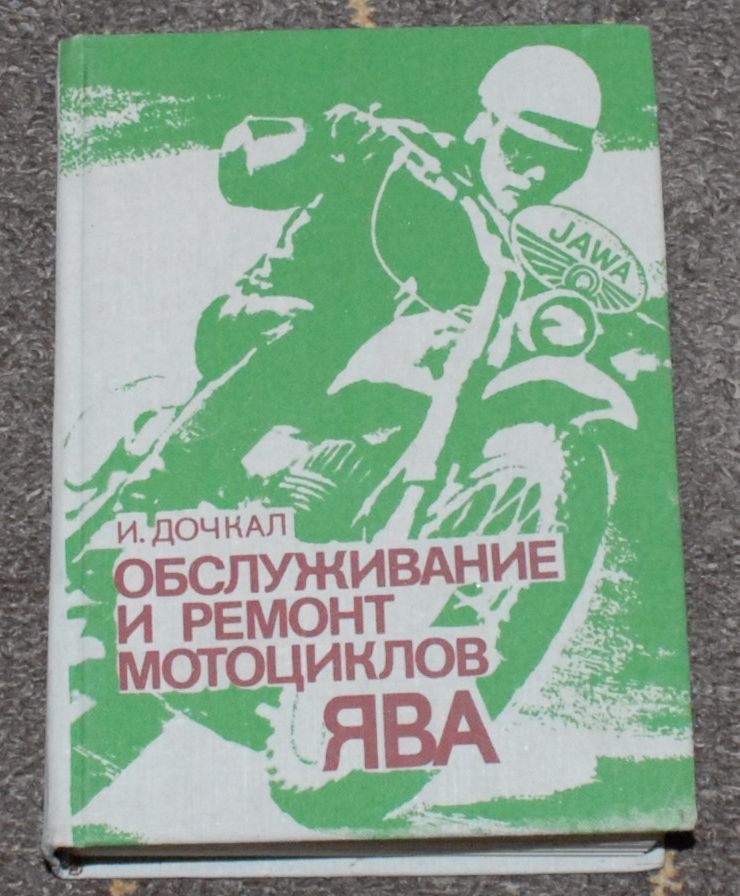 JAWA
И. ДОЧКАЛ
ОБСЛУЖИВАНИЕ
И РЕМОНТ
МОТОЦИКЛОВ
ЯВА